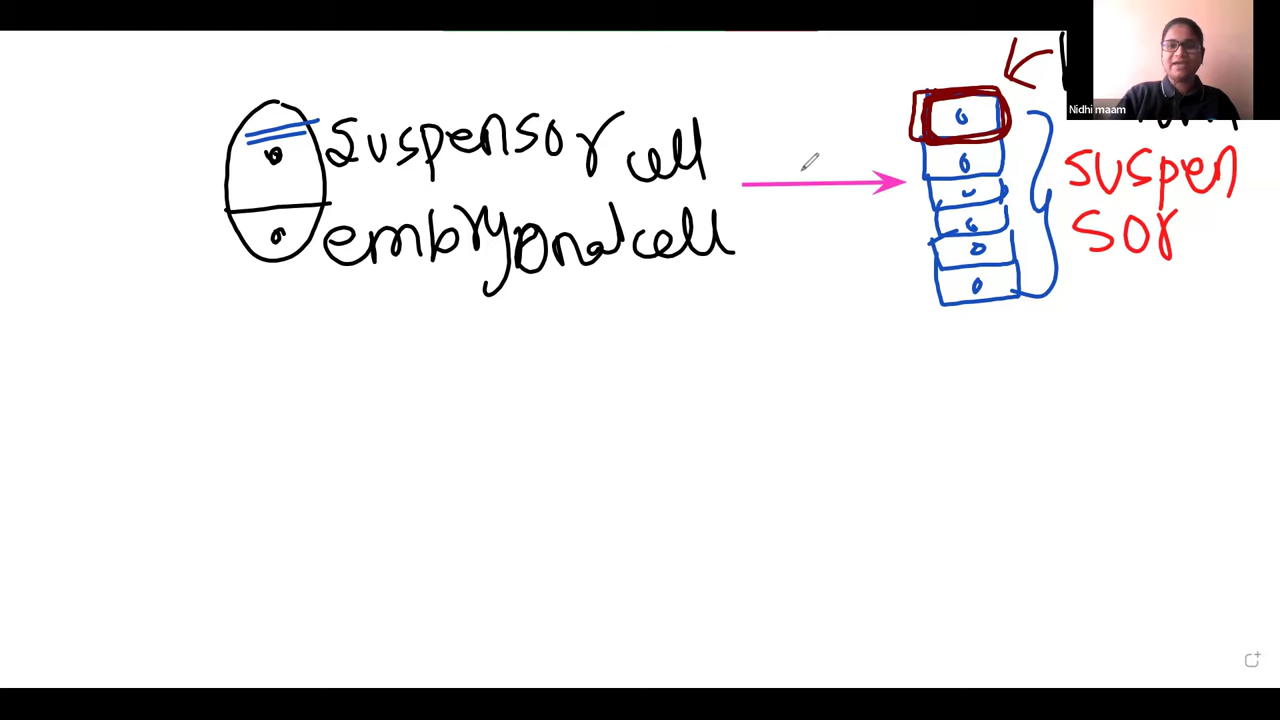 suspensor cell
embryonal cell
suspen
sor
Nidhi maam